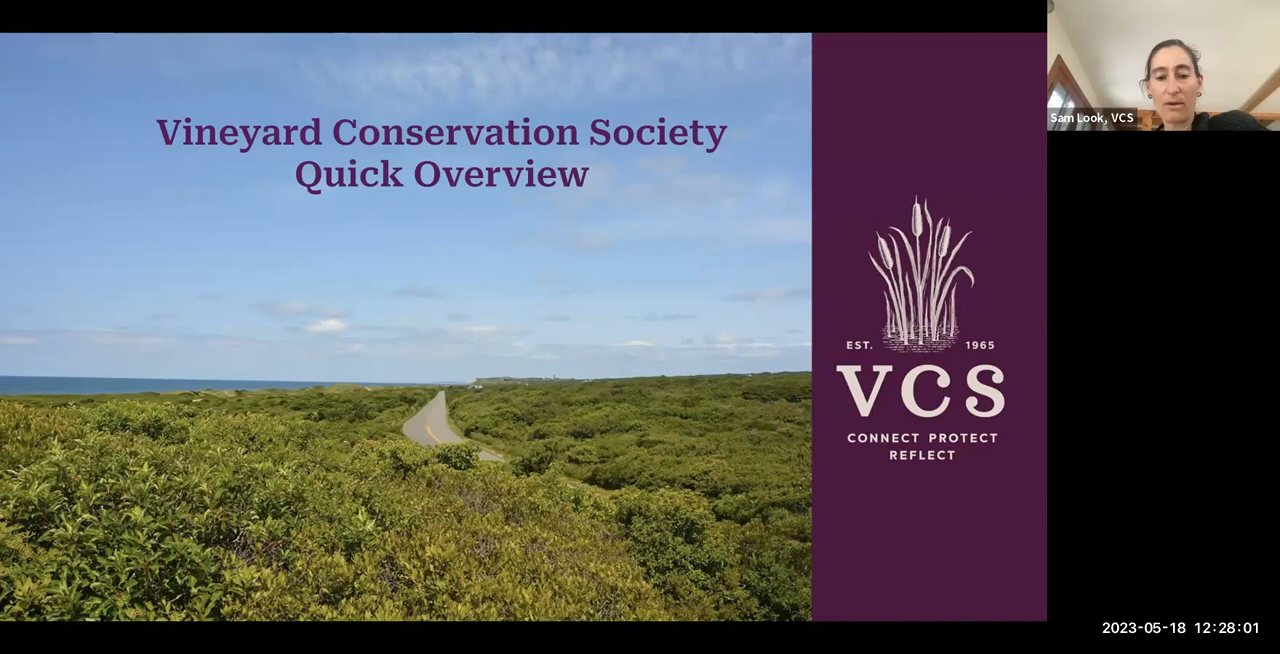 Vineyard Conservation Society
Quick Overview
Sam Look, VCS
EST. 1965
VCS
CONNECT PROTECT
REFLECT
2023-05-18 12:28:01